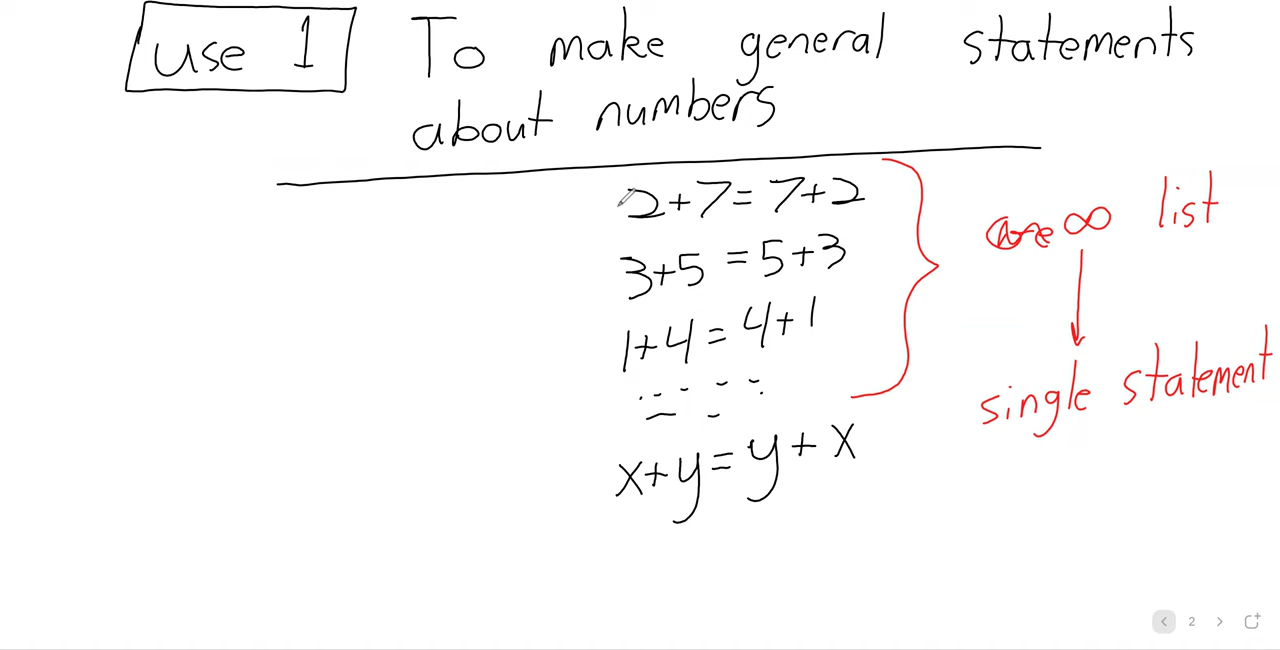 use 1 To make general statements
about numbers
2+7=7+2
3+5=5+3
1+4=4+1
x+y=y+x
∞ list
single statement
2